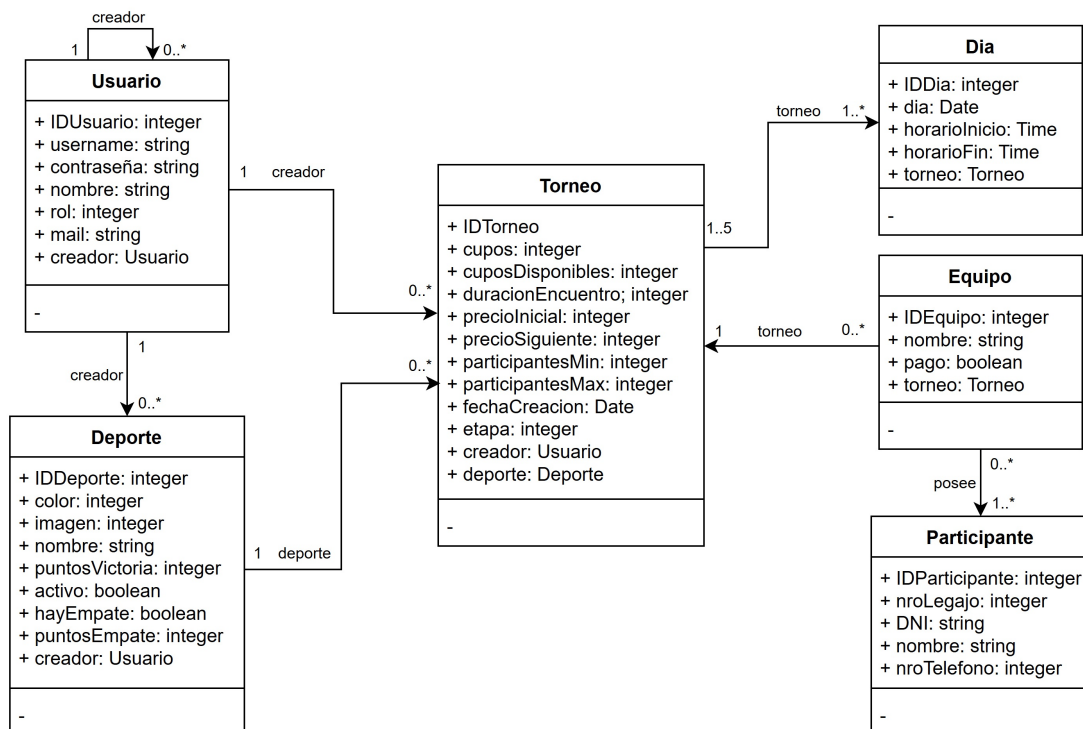 creador
1
0..*
Usuario
+ IDUsuario: integer
+ username: string
+ contraseña: string
+ nombre: string
+ rol: integer
+ mail: string
+ creador: Usuario
-
1 creador
0..*
1
creador
0..*
Deporte
+ IDDeporte: integer
+ color: integer
+ imagen: integer
+ nombre: string
+ puntosVictoria: integer
+ activo: boolean
+ hayEmpate: boolean
+ puntosEmpate: integer
+ creador: Usuario
-
1 deporte
0..*
Torneo
+ IDTorneo
+ cupos: integer
+ cuposDisponibles: integer
+ duracionEncuentro; integer
+ precioInicial: integer
+ precioSiguiente: integer
+ participantesMin: integer
+ participantesMax: integer
+ fechaCreacion: Date
+ etapa: integer
+ creador: Usuario
+ deporte: Deporte
-
1..5
torneo
1..*
Dia
+ IDDia: integer
+ dia: Date
+ horarioInicio: Time
+ horarioFin: Time
+ torneo: Torneo
-
1 torneo 0..*
Equipo
+ IDEquipo: integer
+ nombre: string
+ pago: boolean
+ torneo: Torneo
-
0..*
posee
1..*
Participante
+ IDParticipante: integer
+ nroLegajo: integer
+ DNI: string
+ nombre: string
+ nroTelefono: integer
-